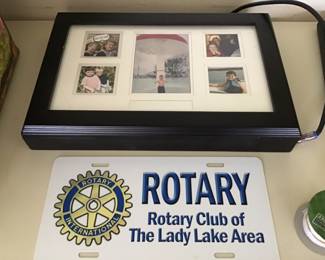 ROTARY
INTERNATIONAL
ROTARY
Rotary Club of
The Lady Lake Area